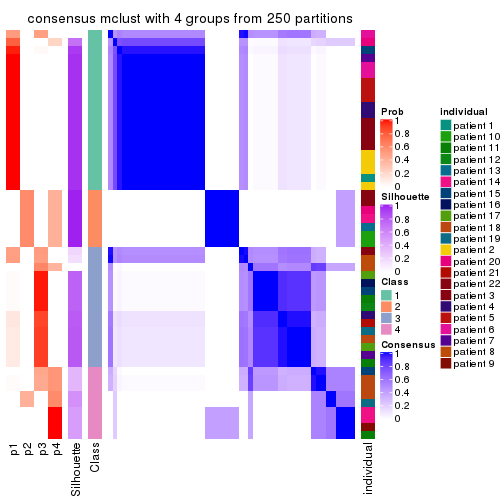 consensus mclust with 4 groups from 250 partitions
p1
p2
p3
p4
Silhouette
Class
individual
Prob
1
0.8
0.6
0.4
0.2
0
Silhouette
1
0.8
0.6
0.4
0.2
0
Class
1
2
3
4
Consensus
1
0.8
0.6
0.4
0.2
0
individual
patient 1
patient 10
patient 11
patient 12
patient 13
patient 14
patient 15
patient 16
patient 17
patient 18
patient 19
patient 2
patient 20
patient 21
patient 22
patient 3
patient 4
patient 5
patient 6
patient 7
patient 8
patient 9